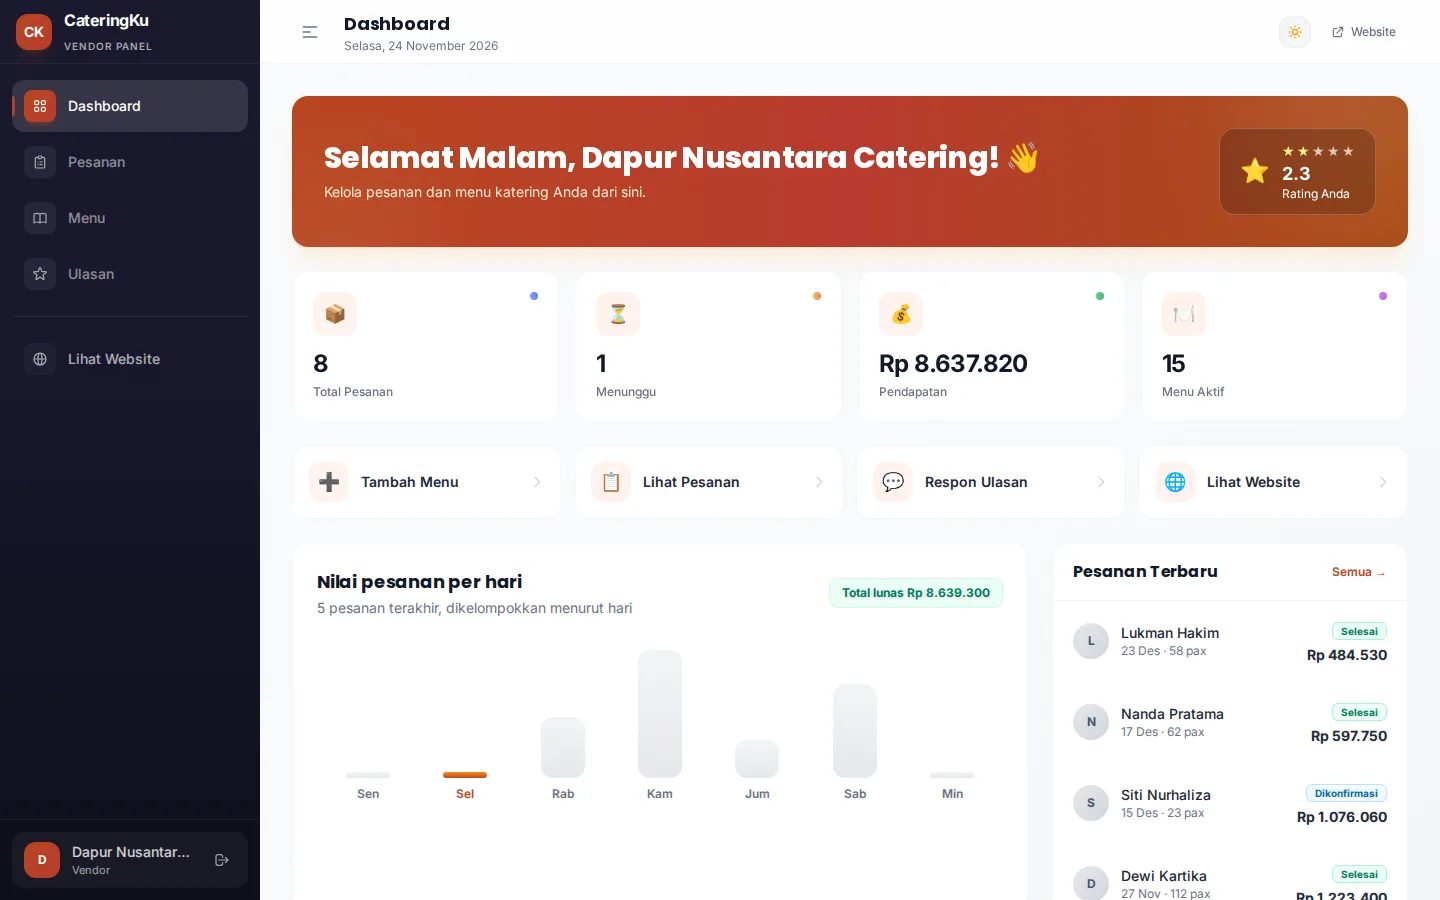 CK
CateringKu
VENDOR PANEL
Dashboard
Pesanan
Menu
Ulasan
Lihat Website
D
Dapur Nusantar...
Vendor
Dashboard
Selasa, 24 November 2026
Website
Selamat Malam, Dapur Nusantara Catering! 👋
Kelola pesanan dan menu katering Anda dari sini.
★★★★★
2.3
Rating Anda
8
Total Pesanan
1
Menunggu
Rp 8.637.820
Pendapatan
15
Menu Aktif
Tambah Menu
Lihat Pesanan
Respon Ulasan
Lihat Website
Nilai pesanan per hari
5 pesanan terakhir, dikelompokkan menurut hari
Total lunas Rp 8.639.300
Sen
Sel
Rab
Kam
Jum
Sab
Min
Pesanan Terbaru
Semua →
L
Lukman Hakim
23 Des · 58 pax
Selesai
Rp 484.530
N
Nanda Pratama
17 Des · 62 pax
Selesai
Rp 597.750
S
Siti Nurhaliza
15 Des · 23 pax
Dikonfirmasi
Rp 1.076.060
D
Dewi Kartika
27 Nov · 112 pax
Selesai
Rp 1.223.400